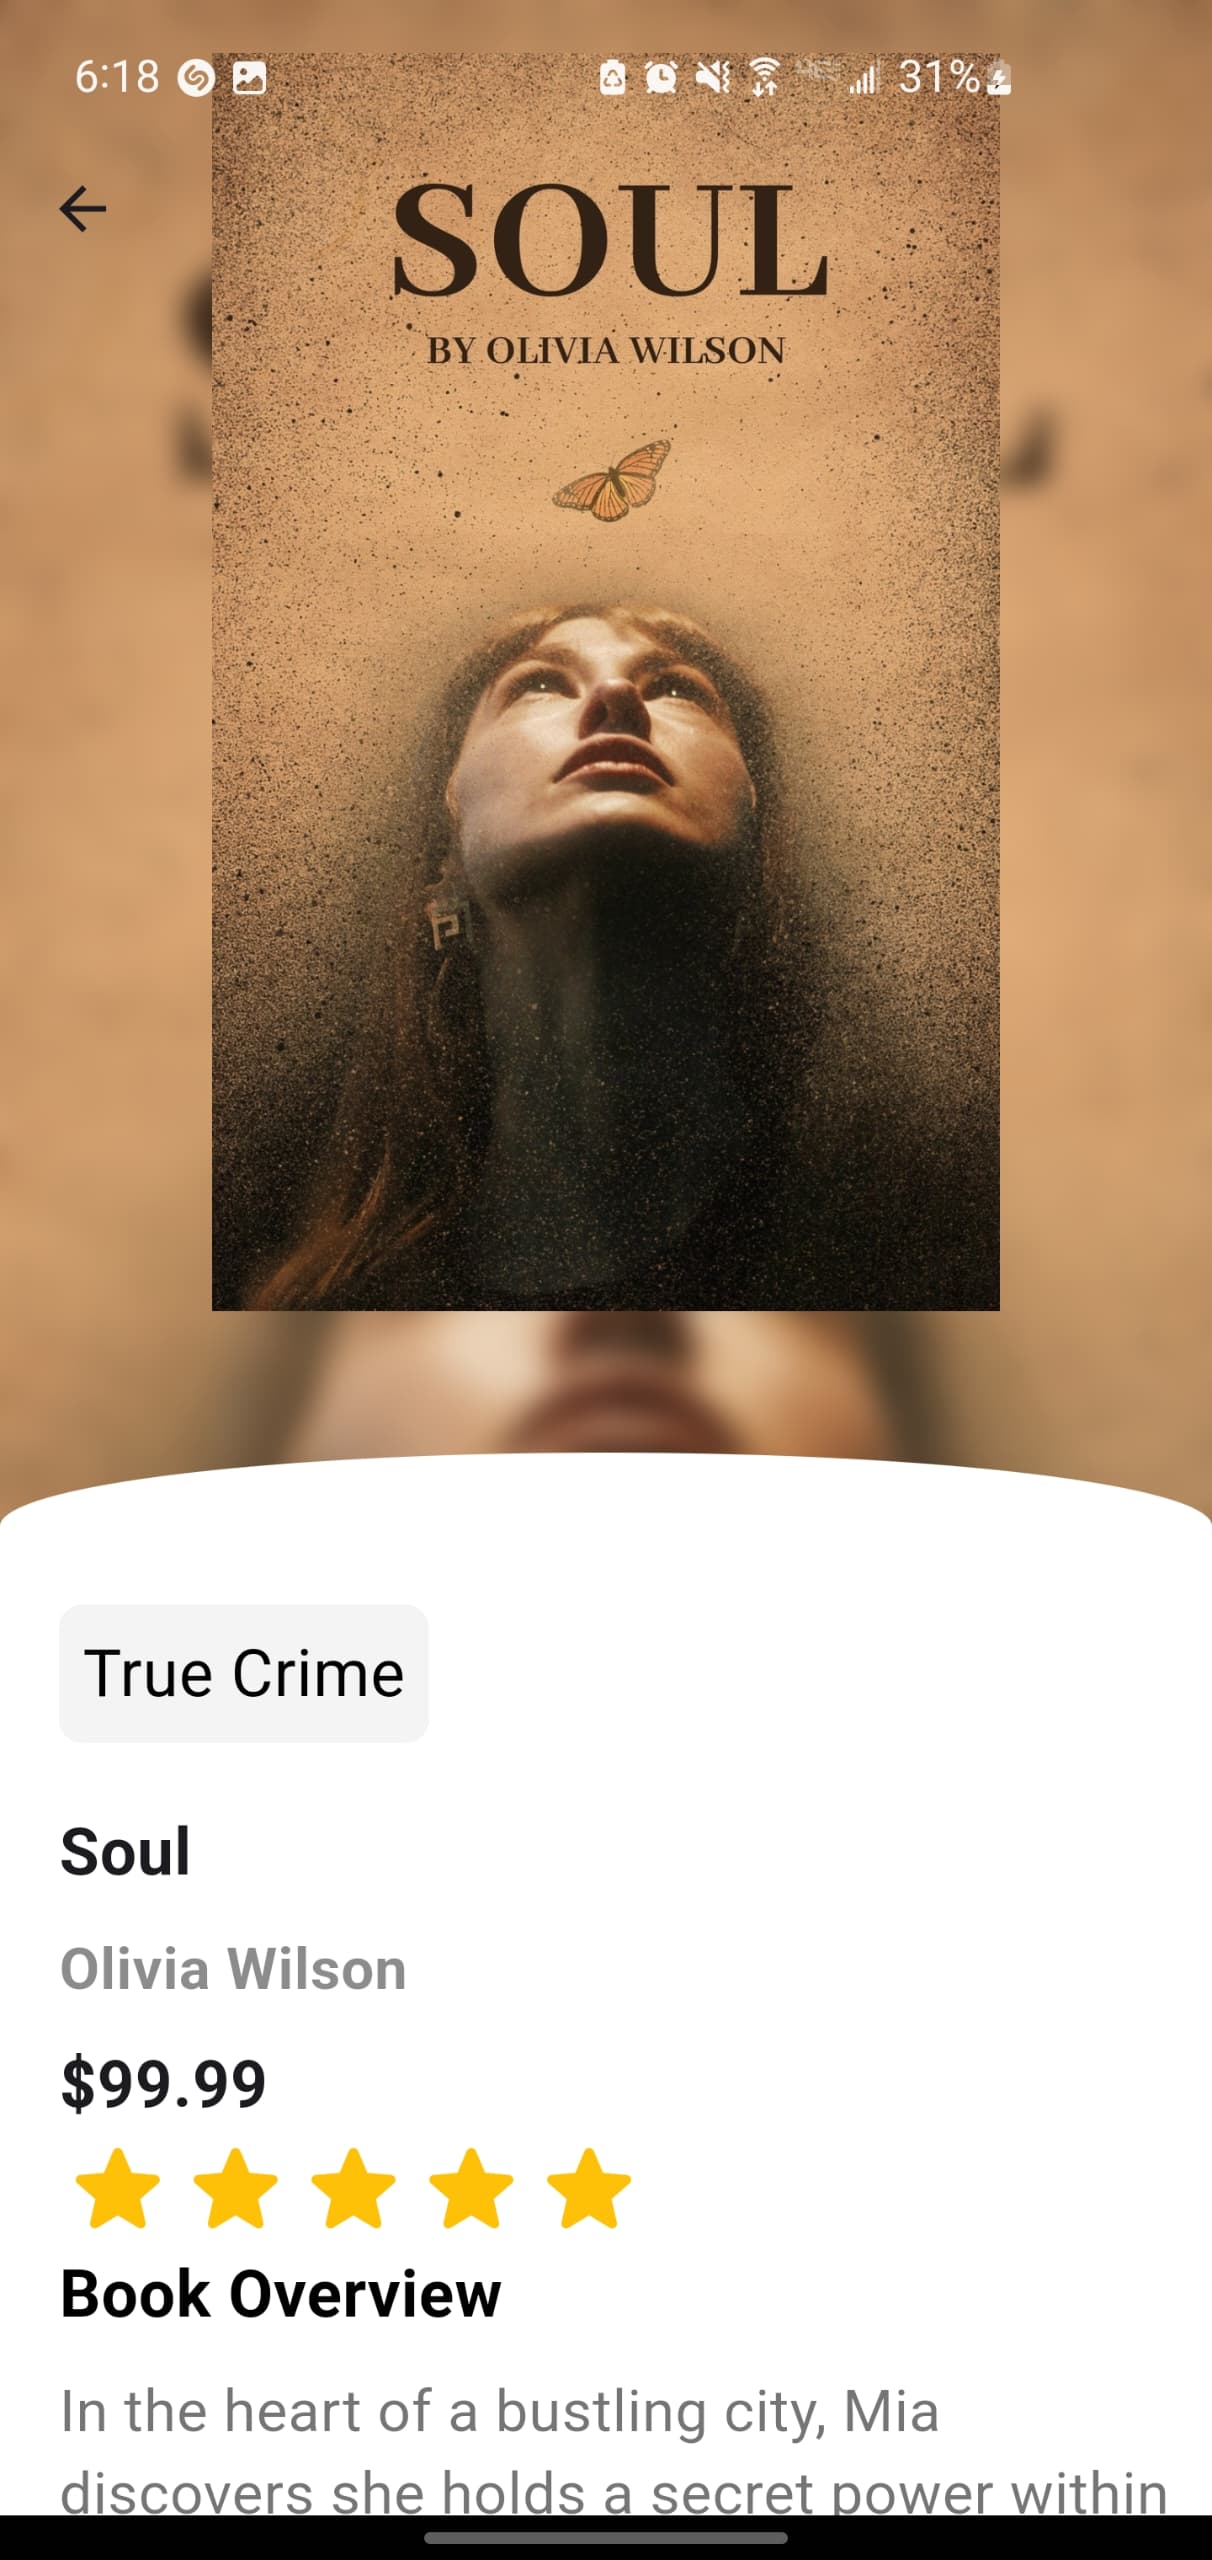 6:18
31%
SOUL
BY OLIVIA WILSON
True Crime
Soul
Olivia Wilson
$99.99
Book Overview
In the heart of a bustling city, Mia
discovers she holds a secret power within